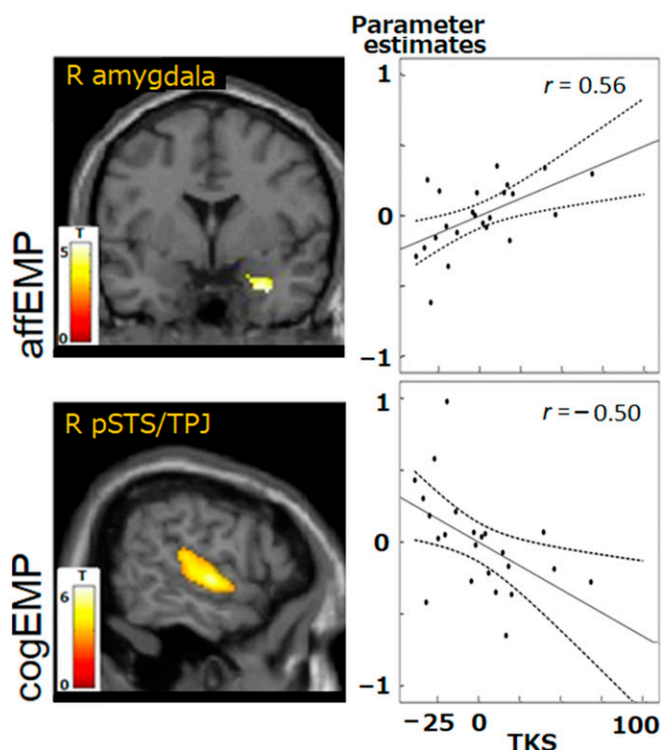 Parameter
estimates
R amygdala
affEMP
T
5
0
1
0
−1
r = 0.56
R pSTS/TPJ
cogEMP
T
6
0
1
0
−1
r = −0.50
−25 0 100
TKS